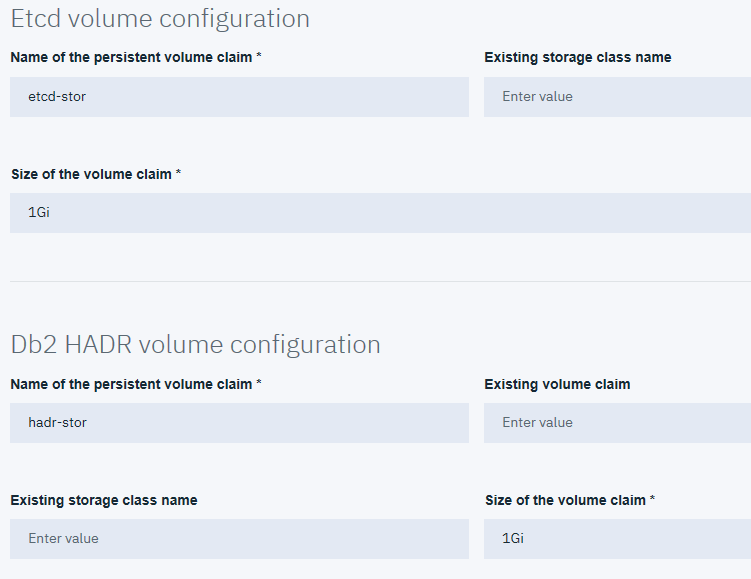 Etcd volume configuration
Name of the persistent volume claim * Existing storage class name
etcd-stor Enter value
Size of the volume claim *
1Gi
Db2 HADR volume configuration
Name of the persistent volume claim * Existing volume claim
hadr-stor Enter value
Existing storage class name Size of the volume claim *
Enter value 1Gi